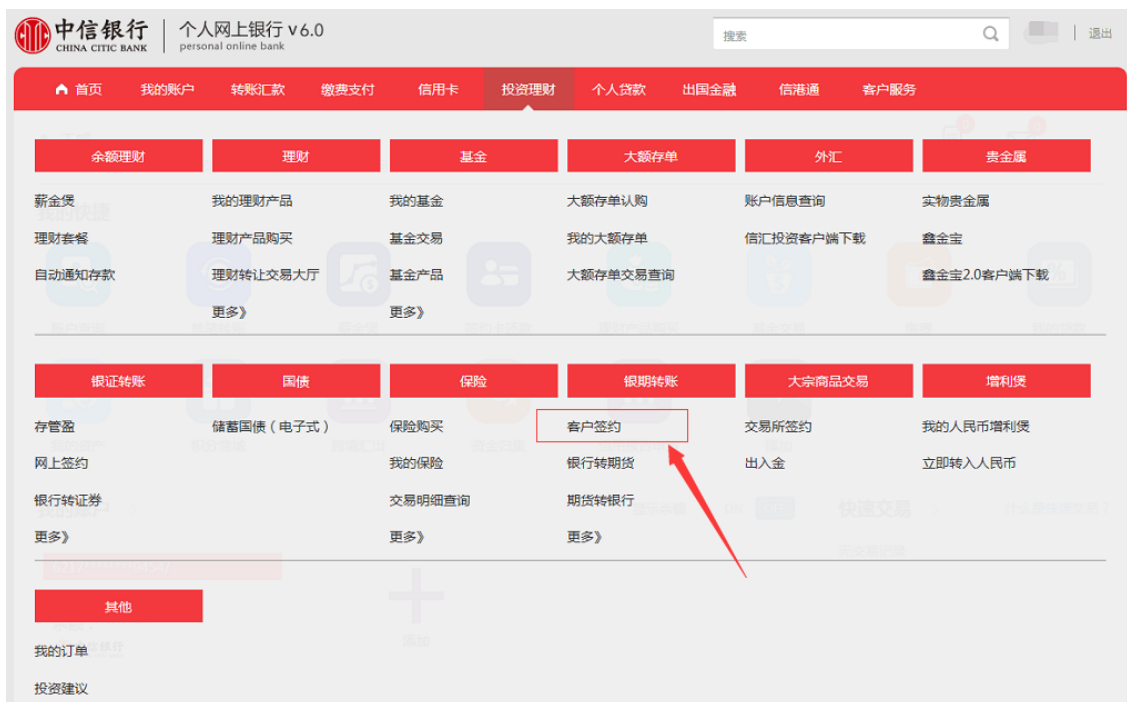 中信银行 个人网上银行 v 6.0
CHINA CITIC BANK personal online bank
搜索
退出
首页 我的账户 转账汇款 缴费支付 信用卡 投资理财 个人贷款 出国金融 信港通 客户服务
余额理财 理财 基金 大额存单 外汇 贵金属
薪金煲 我的理财产品 我的基金 大额存单认购 账户信息查询 实物贵金属
理财套餐 理财产品购买 基金交易 我的大额存单 信汇投资客户端下载 鑫金宝
自动通知存款 理财转让交易大厅 基金产品 大额存单交易查询 鑫金宝2.0客户端下载
更多》 更多》
银证转账 国债 保险 银期转账 大宗商品交易 增利煲
存管盈 储蓄国债（电子式） 保险购买 客户签约 交易所签约 我的人民币增利煲
网上签约 我的保险 银行转期货 出入金 立即转入人民币
银行转证券 交易明细查询 期货转银行
更多》 更多》 更多》
快速交易
其他
添加
我的订单
投资建议